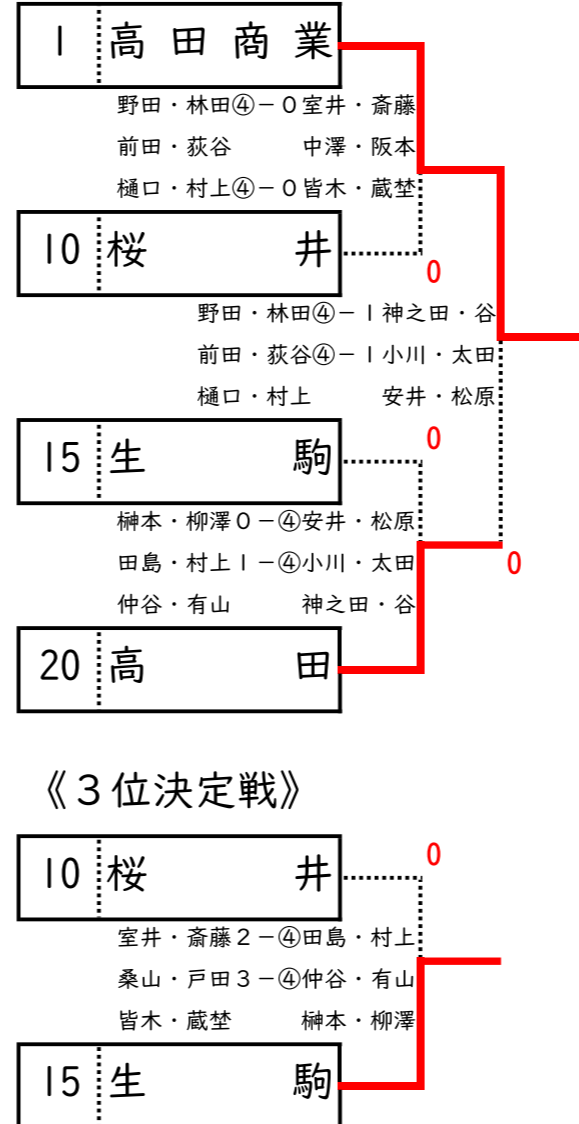 1 高田商業
野田・林田④－0室井・斎藤
前田・荻谷 中澤・阪本
樋口・村上④－0皆木・蔵埜
10 桜井
0
野田・林田④－1神之田・谷
前田・荻谷④－1小川・太田
樋口・村上 安井・松原
0
15 生駒
榊本・柳澤0－④安井・松原
田島・村上1－④小川・太田
0
仲谷・有山 神之田・谷
20 高田
《3位決定戦》
0
10 桜井
室井・斎藤2－④田島・村上
桑山・戸田3－④仲谷・有山
皆木・蔵埜 榊本・柳澤
15 生駒